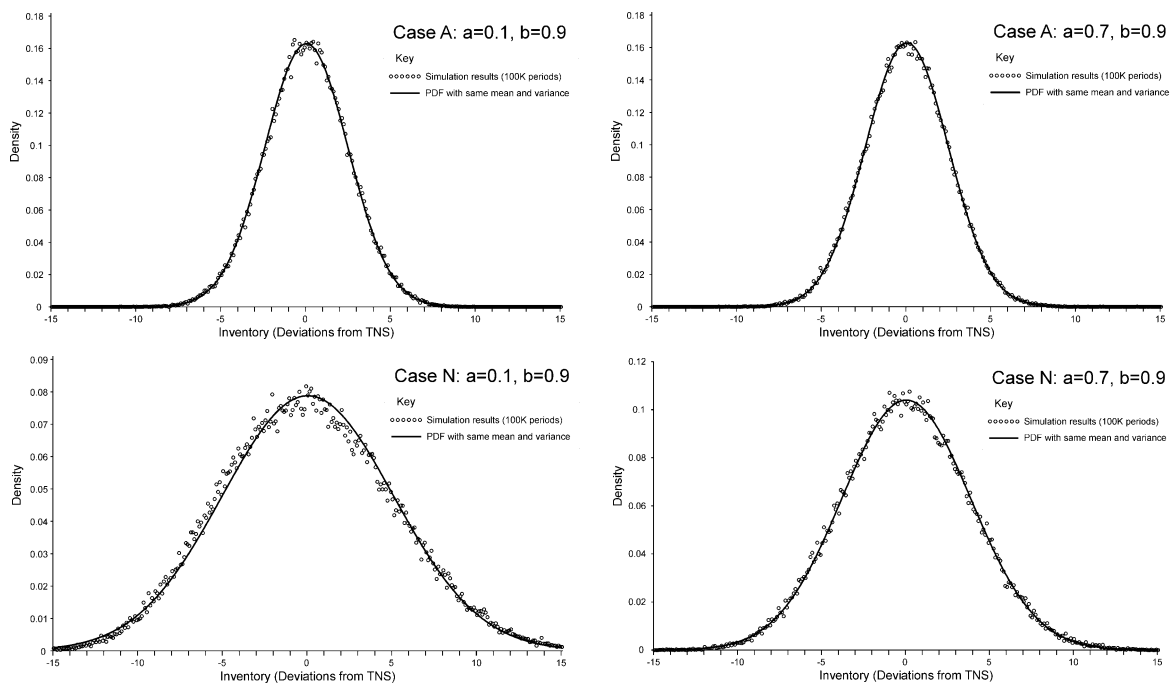 0.18
0.16
0.14
0.12
0.1
0.08
0.06
0.04
0.02
0
Density
Case A: a=0.1, b=0.9
Key
Simulation results (100K periods)
PDF with same mean and variance
-15
-10
-5
0
5
10
15
Inventory (Deviations from TNS)
0.18
0.16
0.14
0.12
0.1
0.08
0.06
0.04
0.02
0
Density
Case A: a=0.7, b=0.9
Key
Simulation results (100K periods)
PDF with same mean and variance
-15
-10
-5
0
5
10
15
Inventory (Deviations from TNS)
0.09
0.08
0.07
0.06
0.05
0.04
0.03
0.02
0.01
0
Density
Case N: a=0.1, b=0.9
Key
Simulation results (100K periods)
PDF with same mean and variance
-15
-10
-5
0
5
10
15
Inventory (Deviations from TNS)
0.12
0.1
0.08
0.06
0.04
0.02
0
Density
Case N: a=0.7, b=0.9
Key
Simulation results (100K periods)
PDF with same mean and variance
-15
-10
-5
0
5
10
15
Inventory (Deviations from TNS)